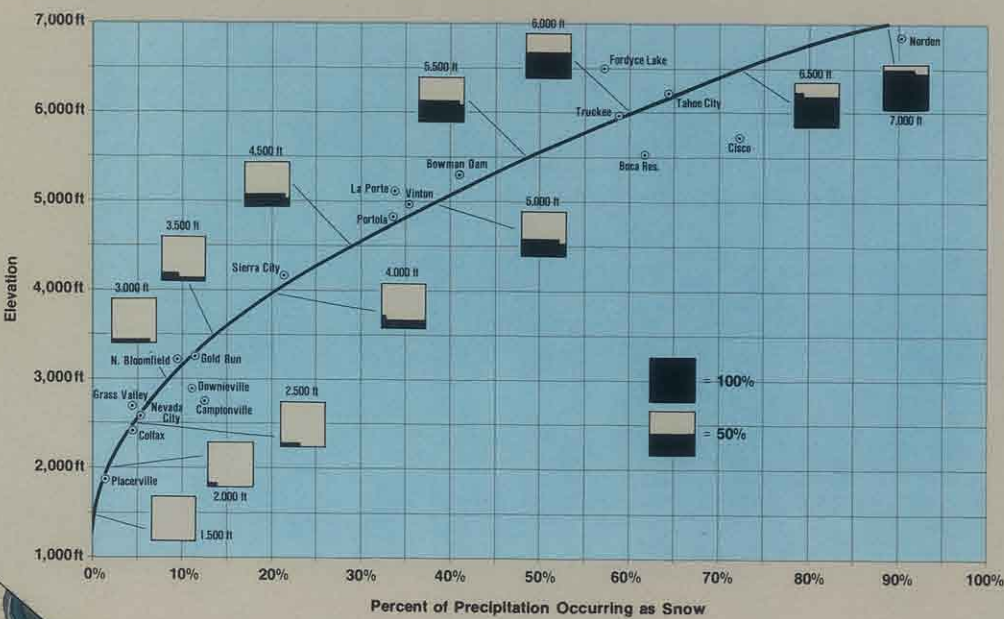 7,000 ft
6,000 ft
5,000 ft
4,000 ft
3,000 ft
2,000 ft
1,000 ft
Elevation
6,000 ft
5,500 ft
4,500 ft
3,500 ft
3,000 ft
Norden
Fordyce Lake
6,500 ft
7,000 ft
Truckee
Tahoe City
Cisco
Boca Res.
Bowman Dam
La Porte
Vinton
Portola
5,000 ft
Sierra City
4,000 ft
N. Bloomfield
Gold Run
Downieville
Grass Valley
Nevada
City
Camptonville
2,500 ft
Colfax
Placerville
2,000 ft
1,500 ft
= 100%
= 50%
0%
10%
20%
30%
40%
50%
60%
70%
80%
90%
100%
Percent of Precipitation Occurring as Snow